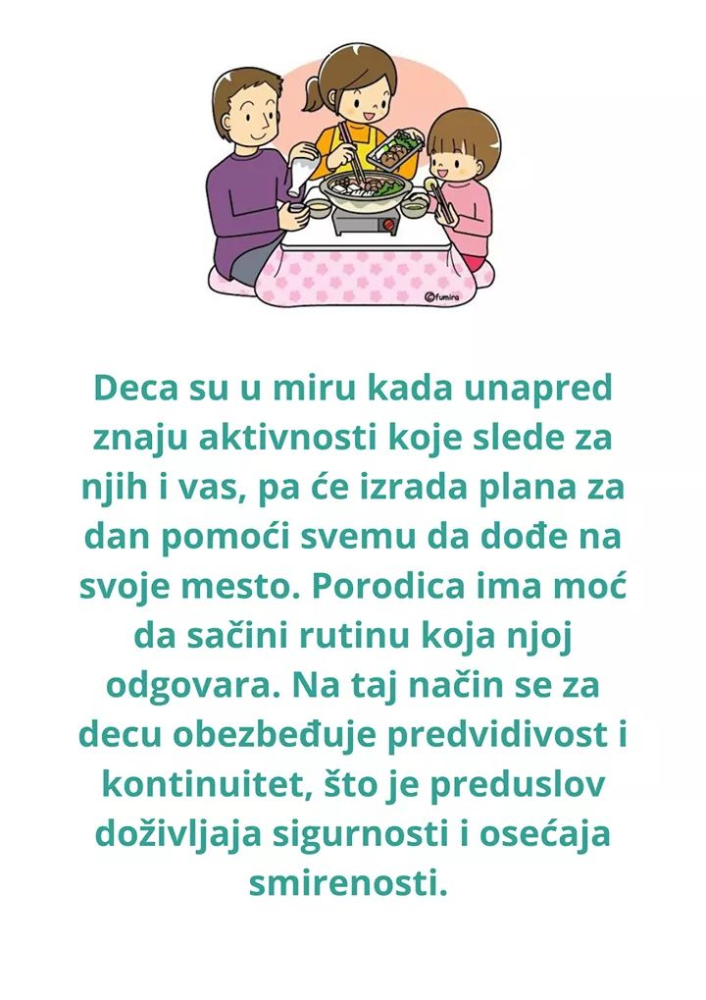 ©fumira
Deca su u miru kada unapred
znaju aktivnosti koje slede za
njih i vas, pa će izrada plana za
dan pomoći svemu da dođe na
svoje mesto. Porodica ima moć
da sačini rutinu koja njoj
odgovara. Na taj način se za
decu obezbeđuje predvidivost i
kontinuitet, što je preduslov
doživljaja sigurnosti i osećaja
smirenosti.